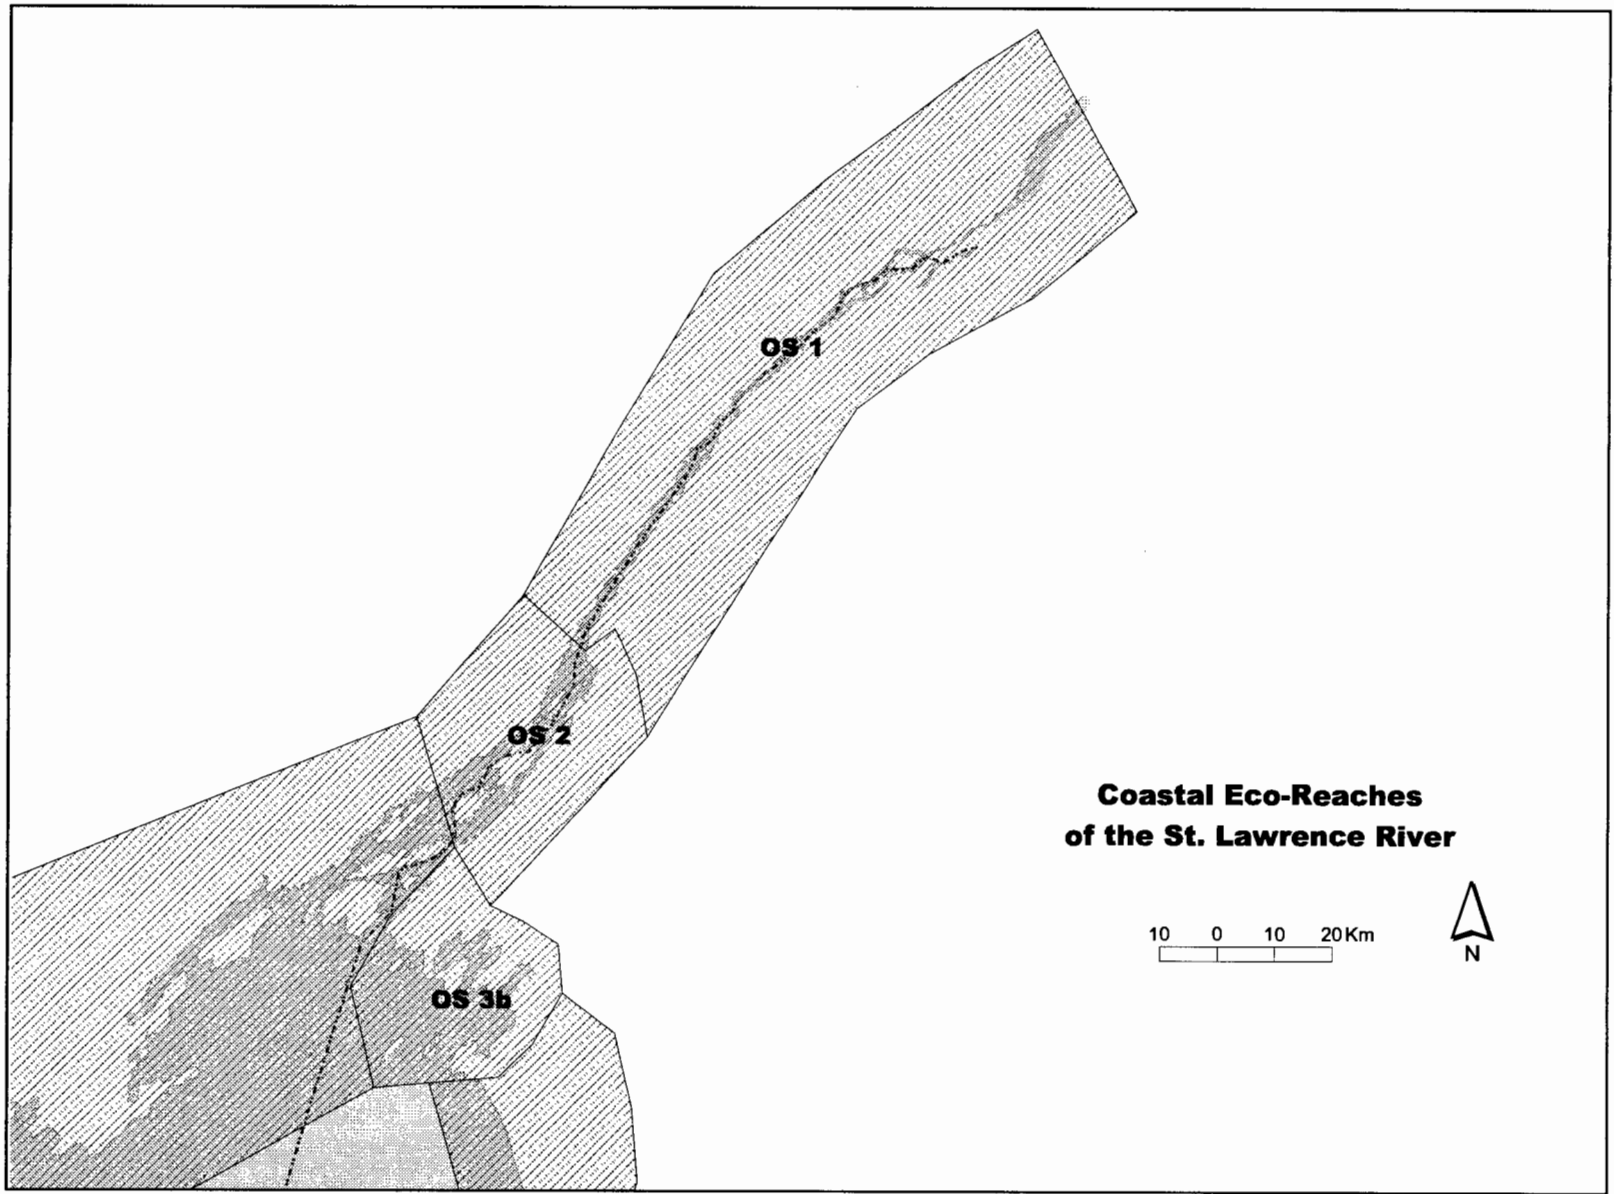 OS 1
OS 2
OS 3b
Coastal Eco-Reaches
of the St. Lawrence River
10 0 10 20 Km
N